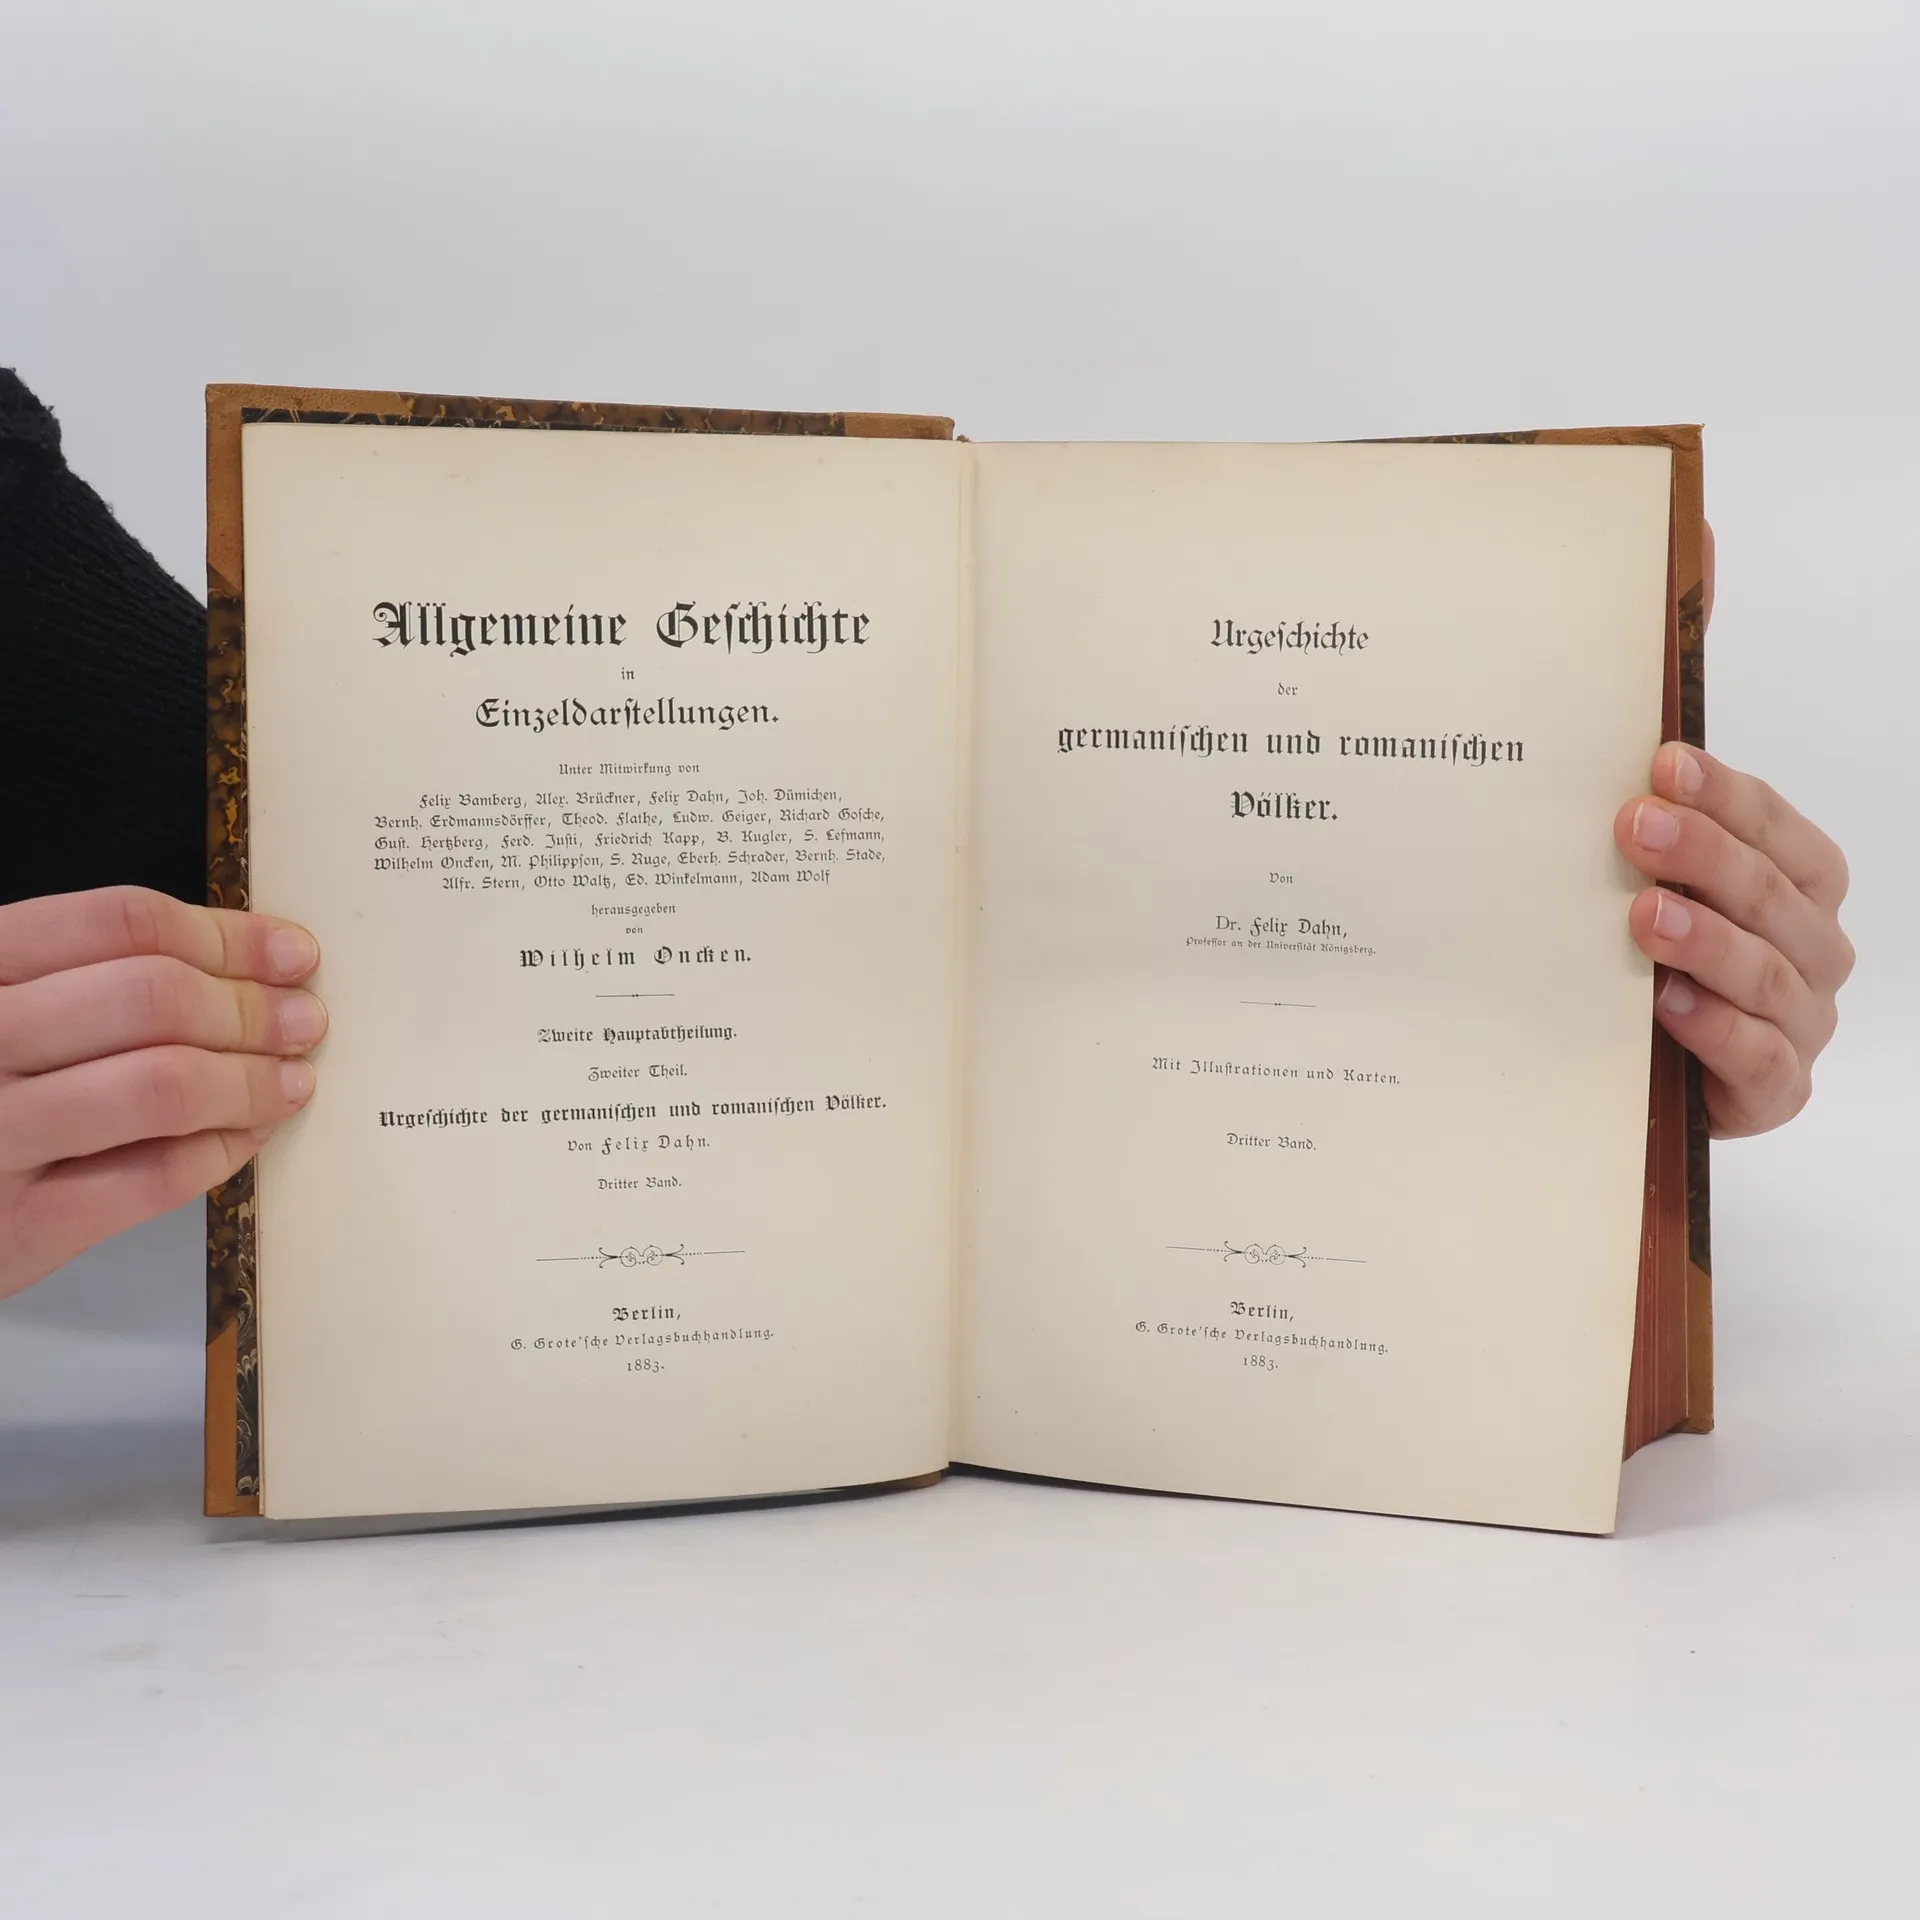 Allgemeine Geschichte
in
Einzeldarstellungen.
Unter Mitwirkung von
Felix Bamberg, Alex. Brückner, Felix Dahn, Joh. Dümichen,
Bernh. Erdmannsdörffer, Theod. Flathe, Ludw. Geiger, Richard Gosche,
Gust. Hertzberg, Ferd. Justi, Friedrich Kapp, B. Kugler, S. Lefmann,
Wilhelm Oncken, M. Philippson, S. Ruge, Eberh. Schrader, Bernh. Stade,
Alfr. Stern, Otto Waltz, Ed. Winkelmann, Adam Wolf
herausgegeben
von
Wilhelm Oncken.
Zweite Hauptabtheilung.
Zweiter Theil.
Urgeschichte der germanischen und romanischen Völker.
Von Felix Dahn.
Dritter Band.
Berlin,
G. Grote'sche Verlagsbuchhandlung.
1883.
Urgeschichte
der
germanischen und romanischen
Völker.
Von
Dr. Felix Dahn,
Professor an der Universität Königsberg.
Mit Illustrationen und Karten.
Dritter Band.
Berlin,
G. Grote'sche Verlagsbuchhandlung.
1883.